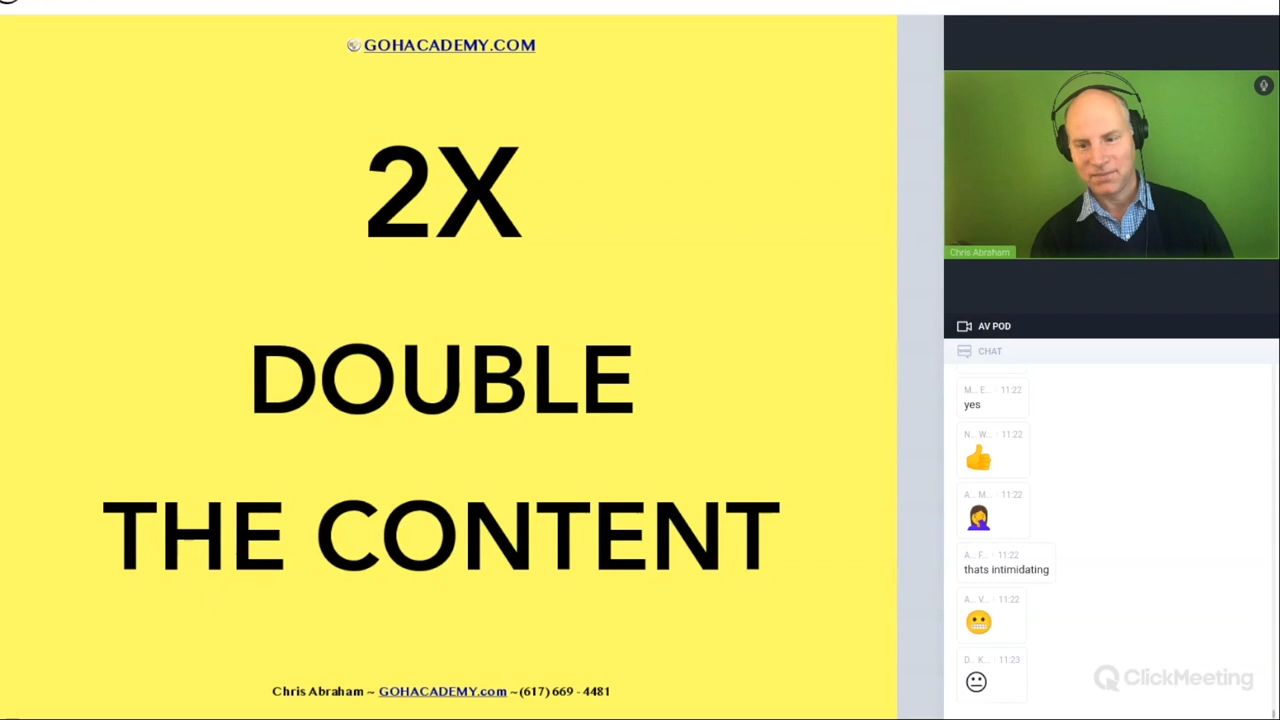 GOHACADEMY.COM
2X
DOUBLE
THE CONTENT
Chris Abraham ~ GOHACADEMY.com ~(617) 669 - 4481
Chris Abraham
AV POD
CHAT
M... E... 11:22
yes
N... W... 11:22
A... M... 11:22
A... F... 11:22
thats intimidating
A... V... 11:22
D... K... 11:23
ClickMeeting